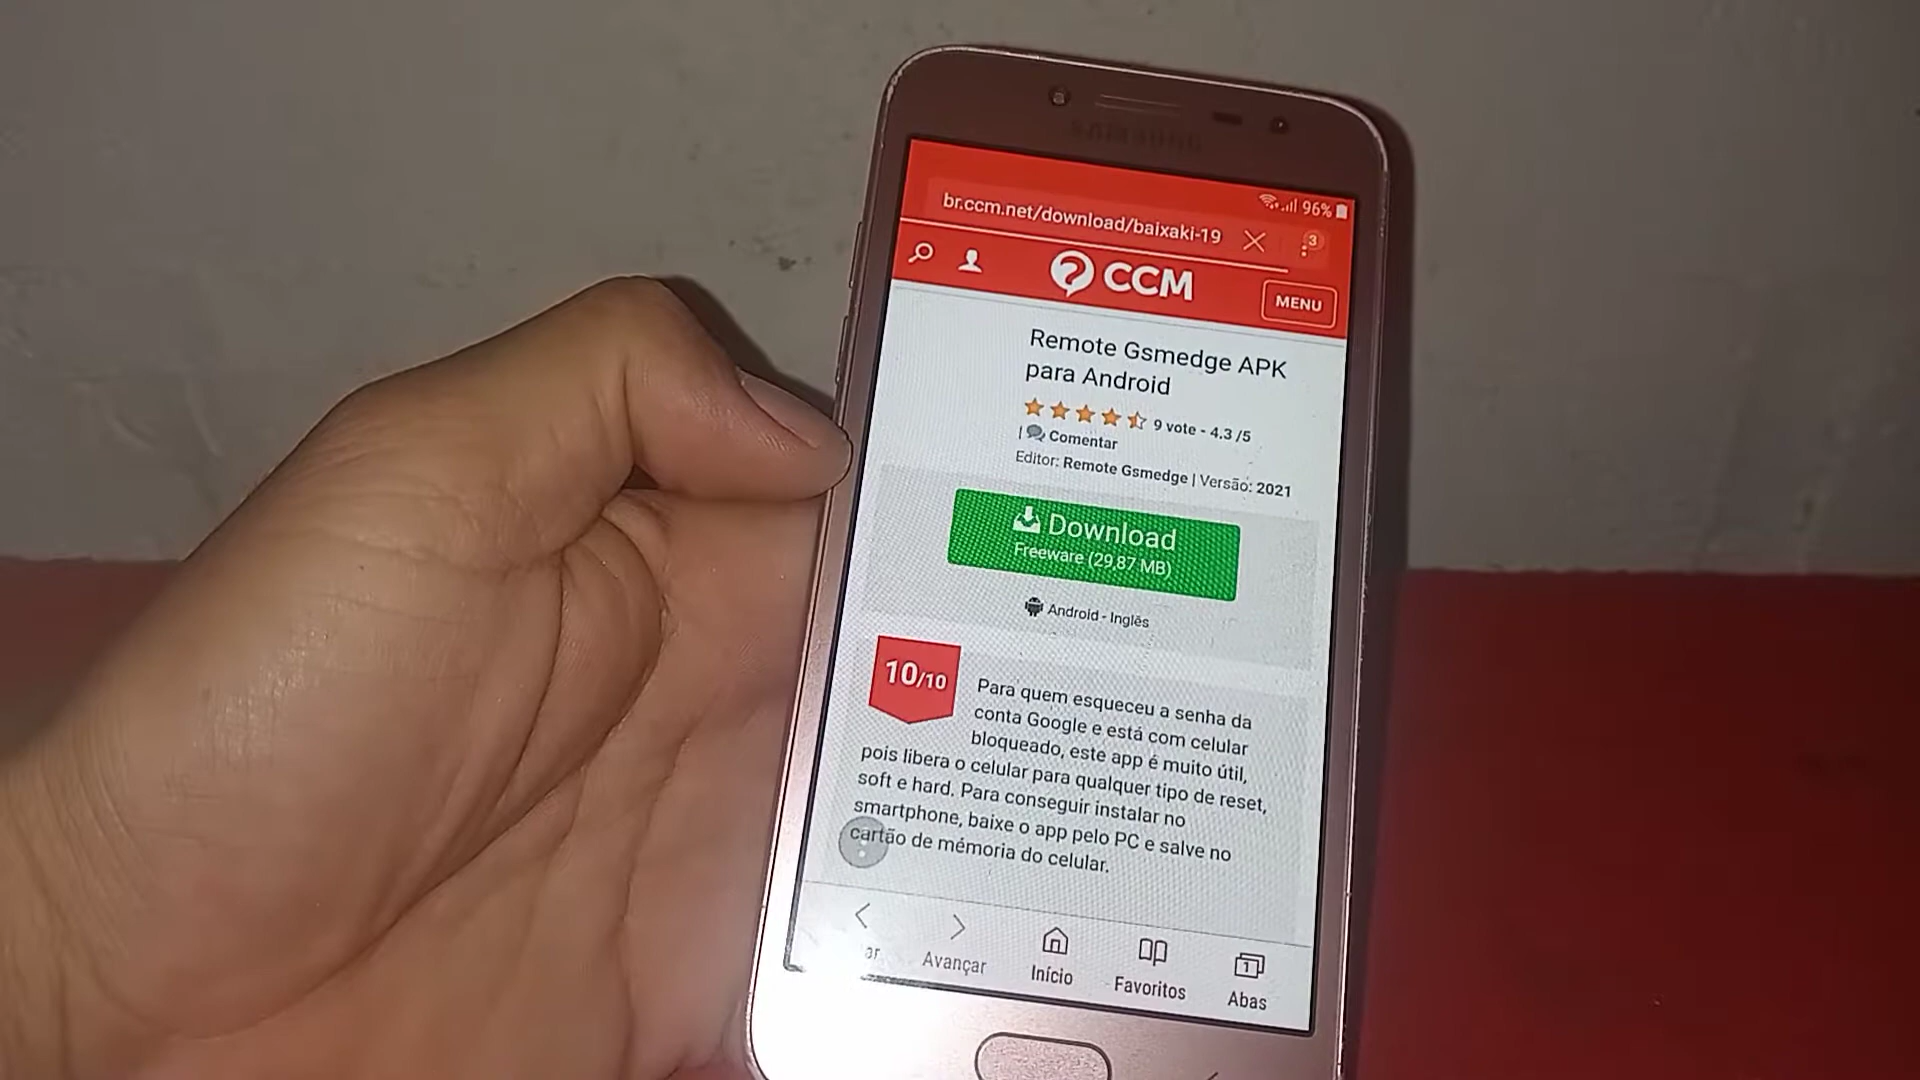 SAMSUNG
96%
br.ccm.net/download/baixaki-19
3
CCM
MENU
Remote Gsmedge APK
para Android
9 vote - 4.3 /5
| Comentar
Editor: Remote Gsmedge | Versão: 2021
Download
Freeware (29,87 MB)
Android - Inglês
10/10
Para quem esqueceu a senha da
conta Google e está com celular
bloqueado, este app é muito útil,
pois libera o celular para qualquer tipo de reset,
soft e hard. Para conseguir instalar no
smartphone, baixe o app pelo PC e salve no
cartão de mémoria do celular.
ar
Avançar
Início
Favoritos
1
Abas